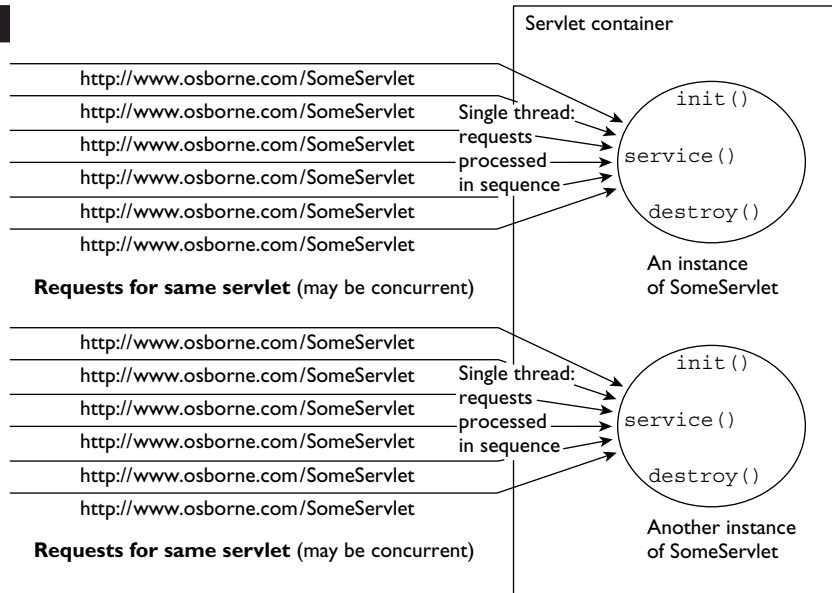 Servlet container
http://www.osborne.com/SomeServlet
http://www.osborne.com/SomeServlet
http://www.osborne.com/SomeServlet
http://www.osborne.com/SomeServlet
http://www.osborne.com/SomeServlet
http://www.osborne.com/SomeServlet
Single thread:
requests
processed
in sequence
init()
service()
destroy()
An instance
of SomeServlet
Requests for same servlet (may be concurrent)
http://www.osborne.com/SomeServlet
http://www.osborne.com/SomeServlet
http://www.osborne.com/SomeServlet
http://www.osborne.com/SomeServlet
http://www.osborne.com/SomeServlet
http://www.osborne.com/SomeServlet
Single thread:
requests
processed
in sequence
init()
service()
destroy()
Another instance
of SomeServlet
Requests for same servlet (may be concurrent)